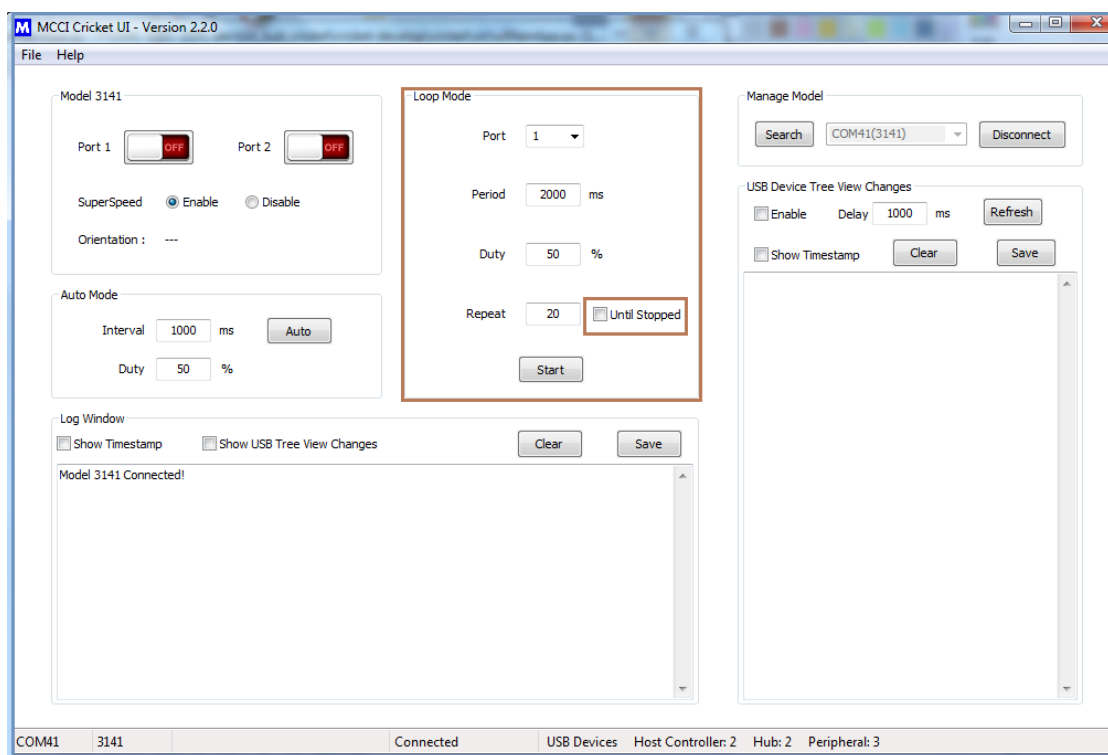 M MCCI Cricket UI - Version 2.2.0
File Help
Model 3141
Port 1 OFF Port 2 OFF
SuperSpeed Enable Disable
Orientation : ---
Auto Mode
Interval 1000 ms Auto
Duty 50 %
Loop Mode
Port 1
Period 2000 ms
Duty 50 %
Repeat 20 Until Stopped
Start
Manage Model
Search COM41(3141) Disconnect
USB Device Tree View Changes
Enable Delay 1000 ms Refresh
Show Timestamp Clear Save
Log Window
Show Timestamp Show USB Tree View Changes Clear Save
Model 3141 Connected!
COM41 3141 Connected USB Devices Host Controller: 2 Hub: 2 Peripheral: 3